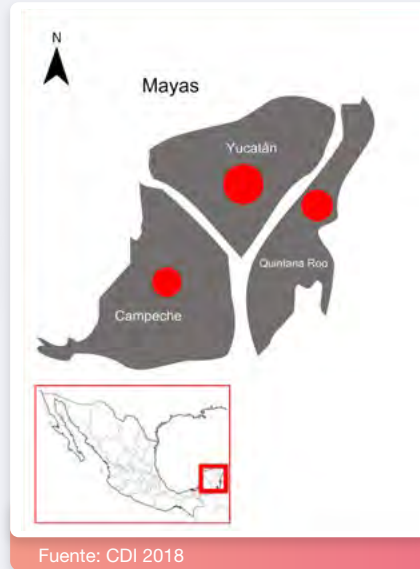 N
Mayas
Yucatán
Quintana Roo
Campeche
Fuente: CDI 2018